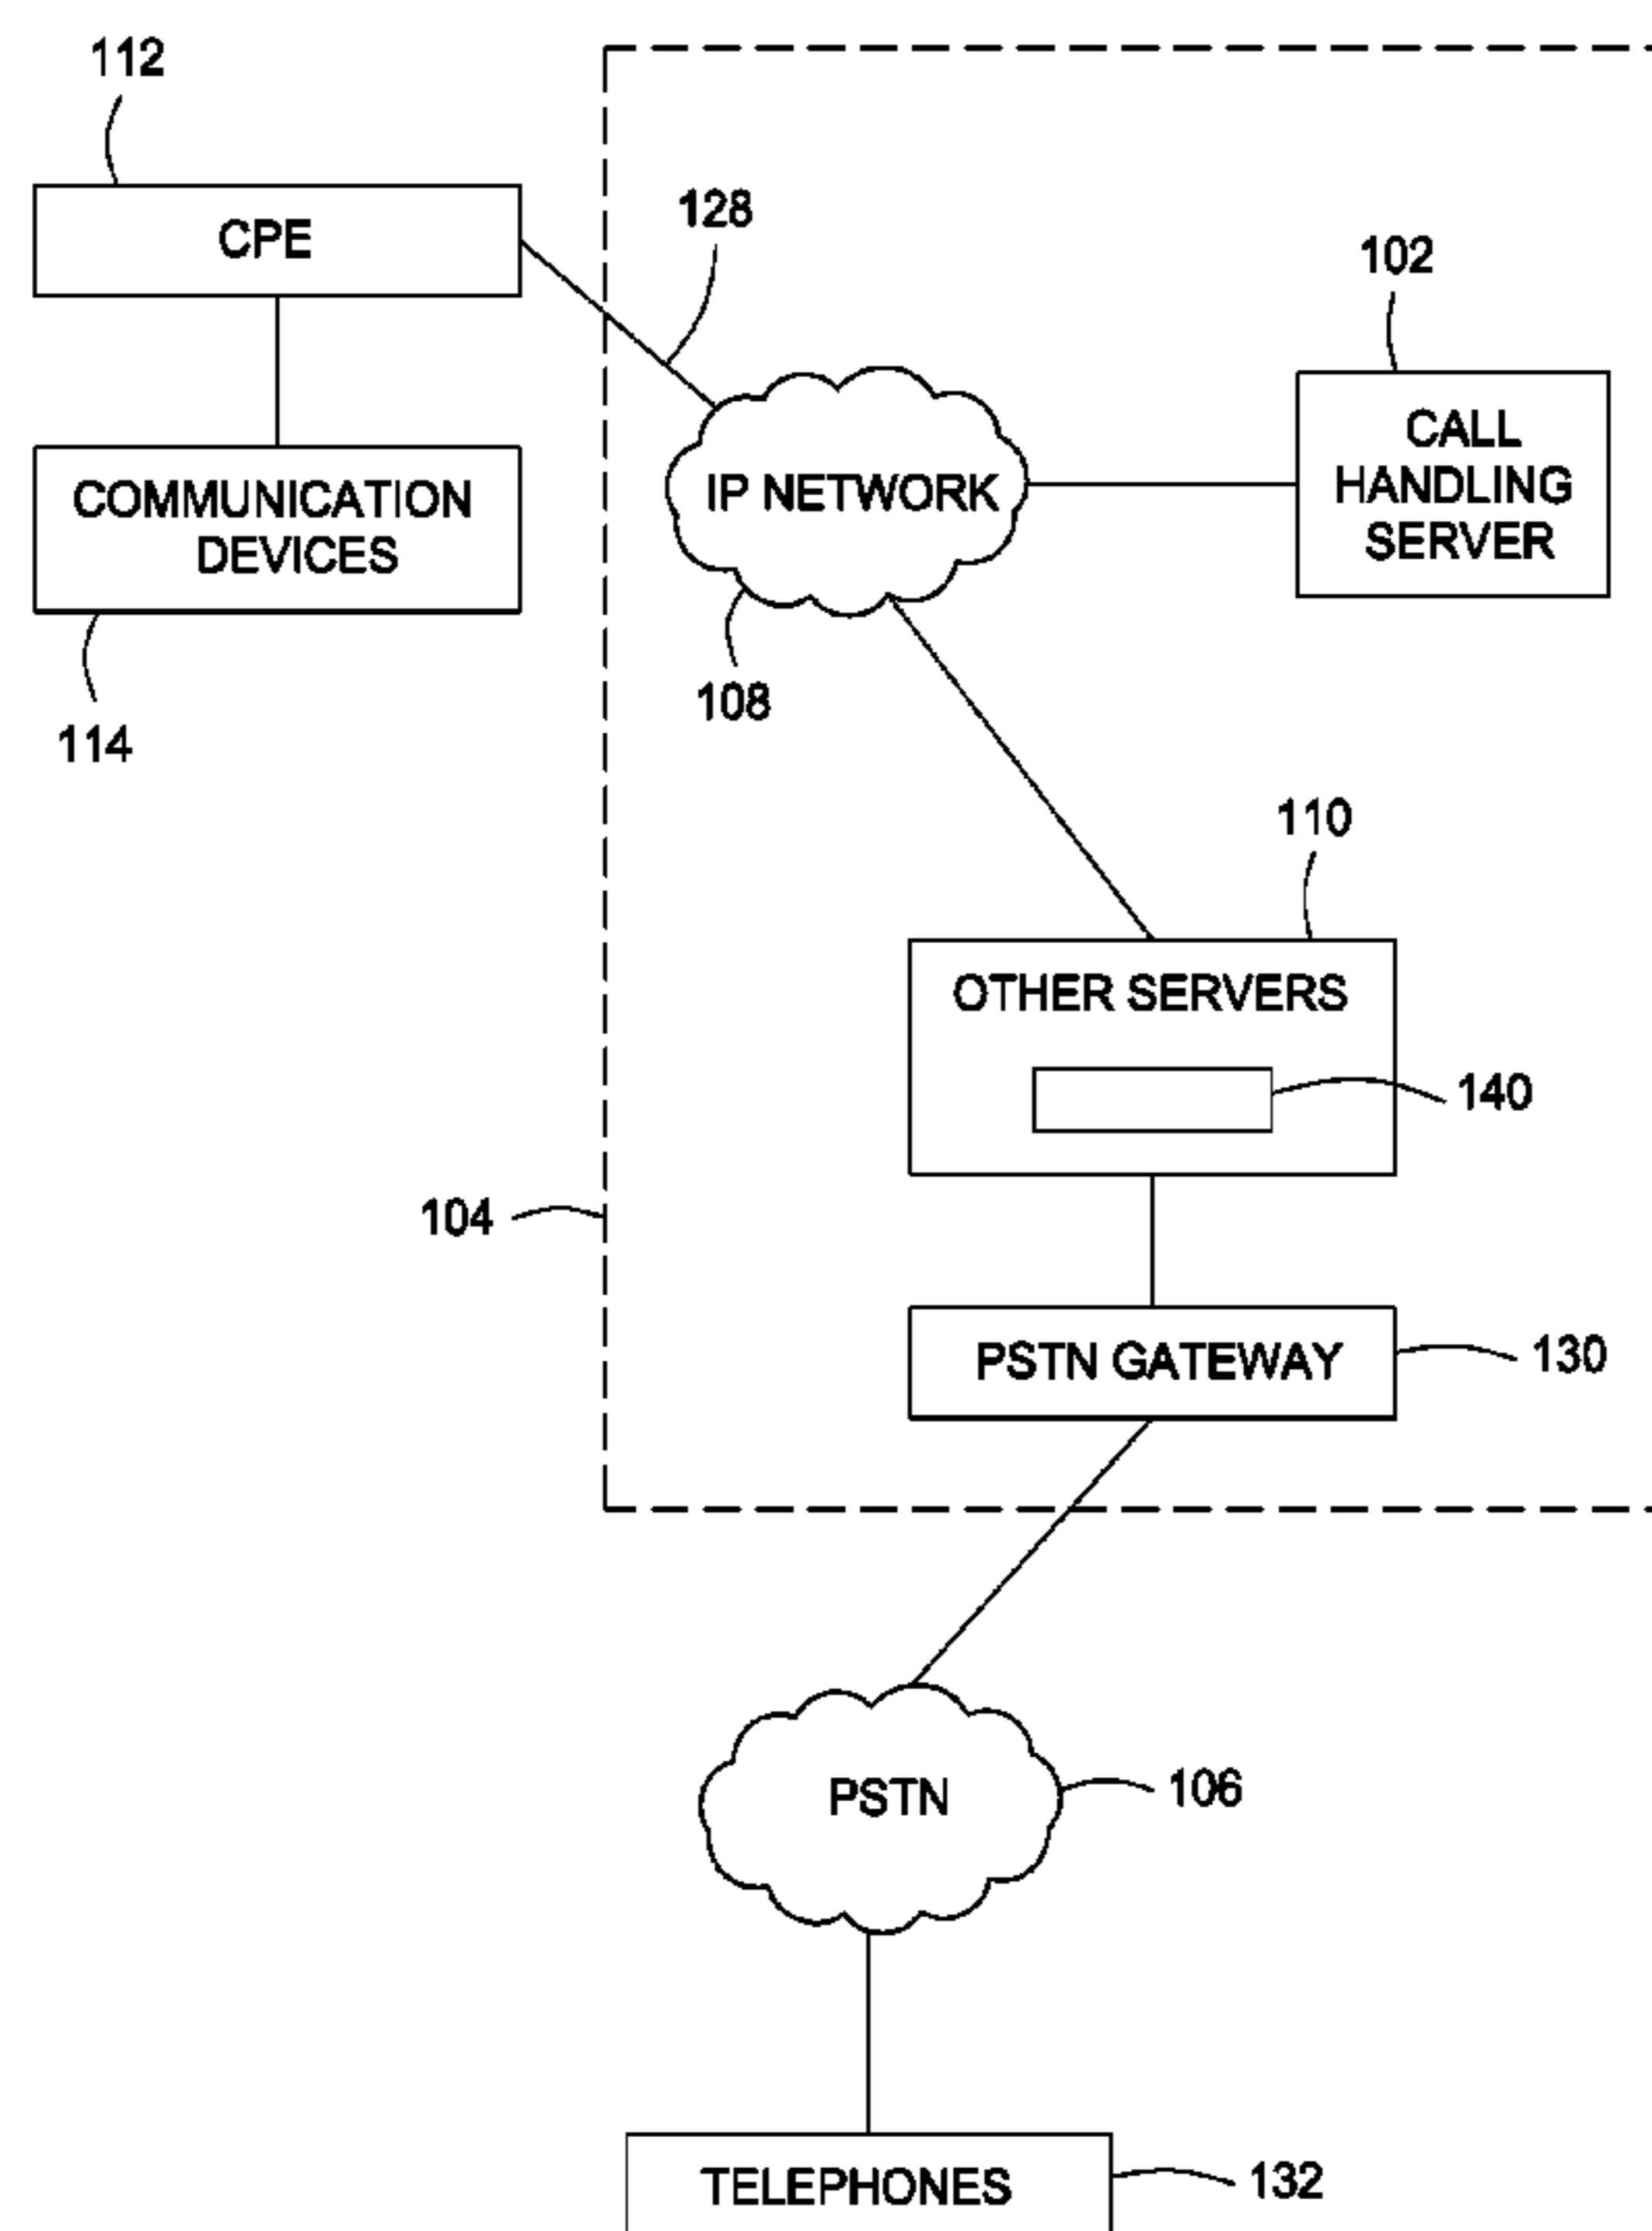 112
CPE
128
102
CALL
HANDLING
SERVER
IP NETWORK
COMMUNICATION
DEVICES
108
114
110
OTHER SERVERS
140
104
PSTN GATEWAY
130
PSTN
106
TELEPHONES
132